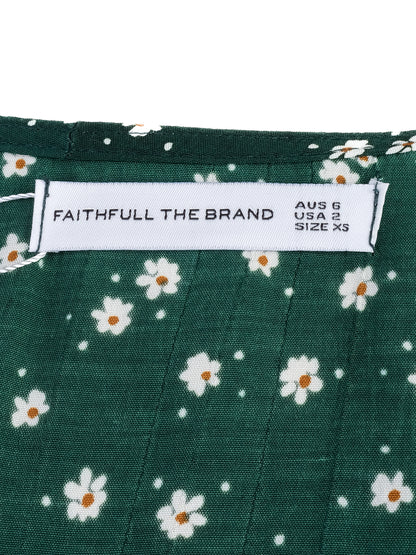 FAITHFULL THE BRAND
AUS 6
USA 2
SIZE XS